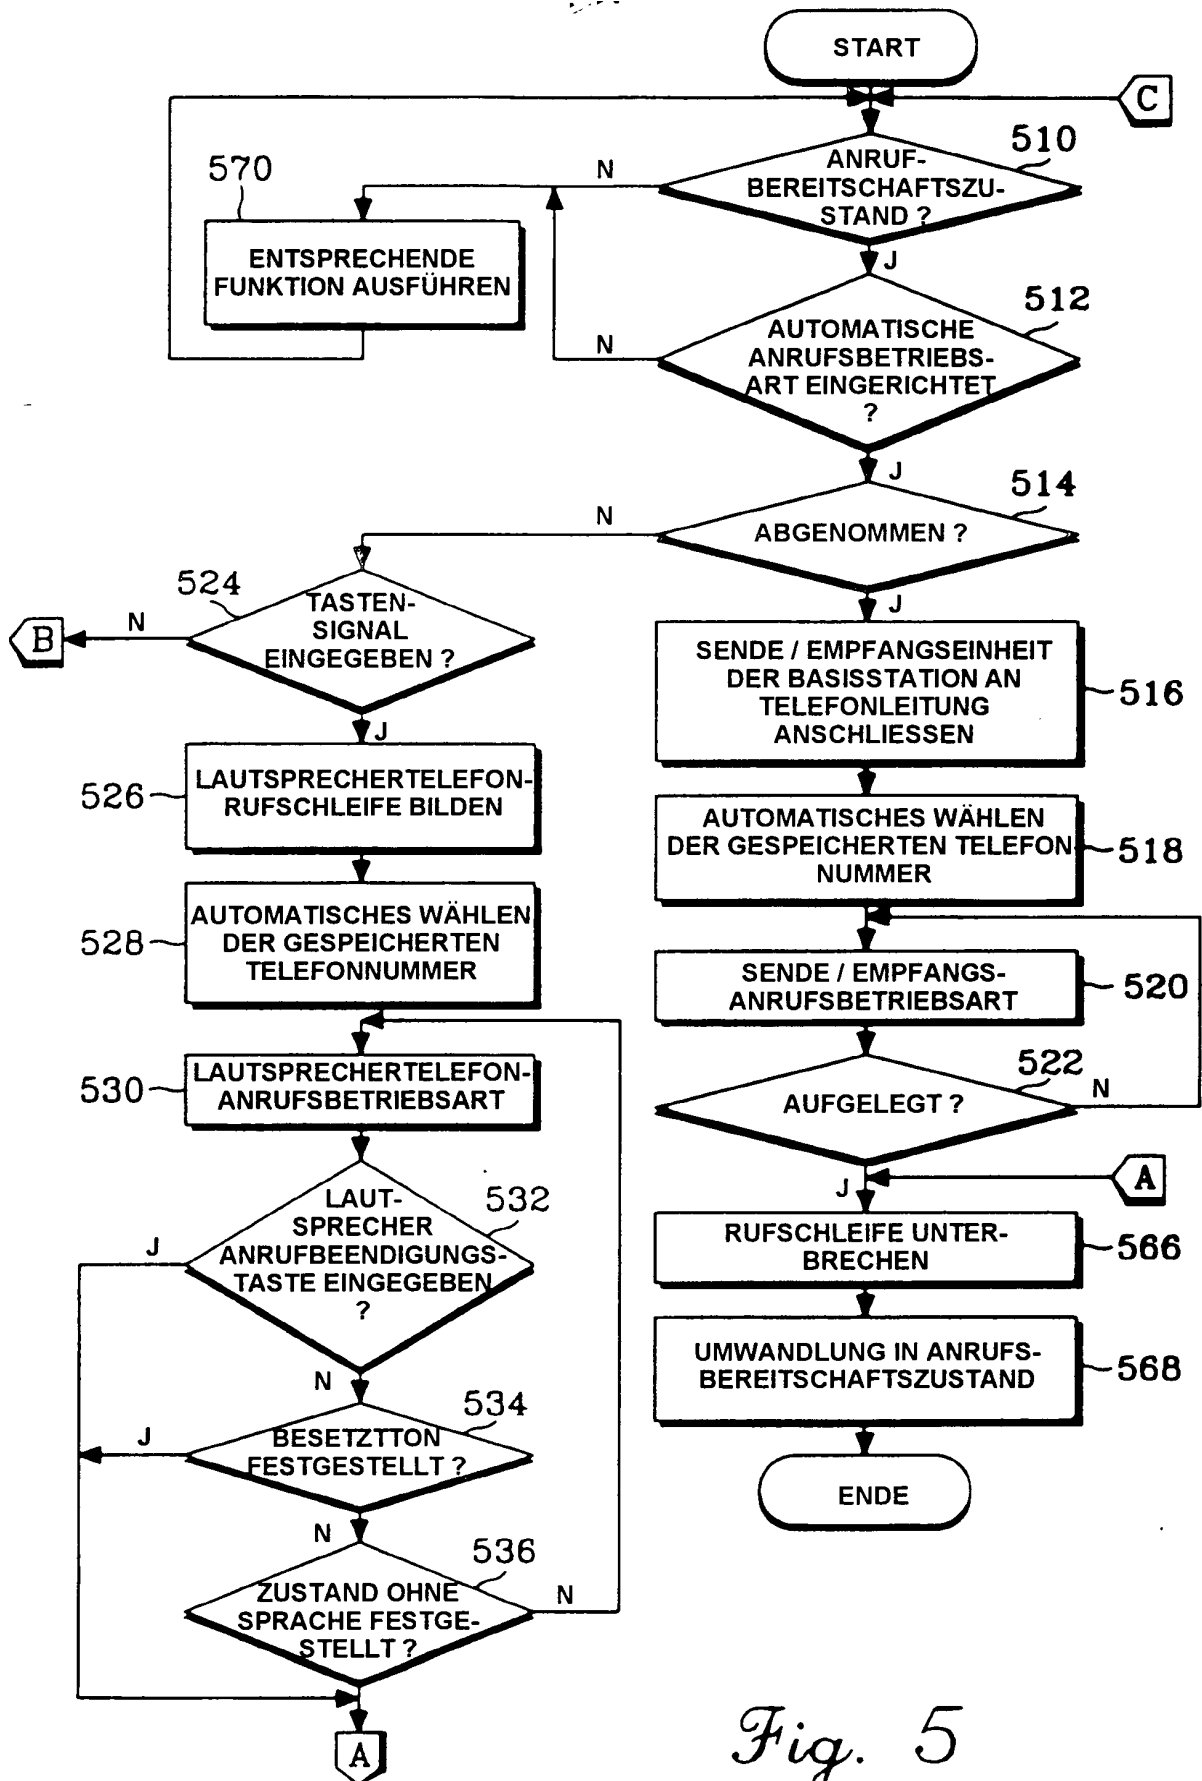 START
C
510
ANRUF-
BEREITSCHAFTSZU-
STAND ?
N
J
570
ENTSPRECHENDE
FUNKTION AUSFÜHREN
512
AUTOMATISCHE
ANRUFSBETRIEBS-
ART EINGERICHTET
?
N
J
514
ABGENOMMEN ?
N
J
524
TASTEN-
SIGNAL
EINGEGEBEN ?
N
B
J
SENDE / EMPFANGSEINHEIT
DER BASISSTATION AN
TELEFONLEITUNG
ANSCHLIESSEN
516
526
LAUTSPRECHERTELEFON-
RUFSCHLEIFE BILDEN
AUTOMATISCHES WÄHLEN
DER GESPEICHERTEN TELEFON
NUMMER
518
528
AUTOMATISCHES WÄHLEN
DER GESPEICHERTEN
TELEFONNUMMER
SENDE / EMPFANGS-
ANRUFSBETRIEBSART
520
530
LAUTSPRECHERTELEFON-
ANRUFSBETRIEBSART
522
AUFGELEGT ?
N
J
A
532
LAUT-
SPRECHER
ANRUFBEENDIGUNGS-
TASTE EINGEGEBEN
?
J
N
RUFSCHLEIFE UNTER-
BRECHEN
566
UMWANDLUNG IN ANRUFS-
BEREITSCHAFTSZUSTAND
568
534
BESETZTTON
FESTGESTELLT ?
J
N
ENDE
536
ZUSTAND OHNE
SPRACHE FESTGE-
STELLT ?
N
A
Fig. 5